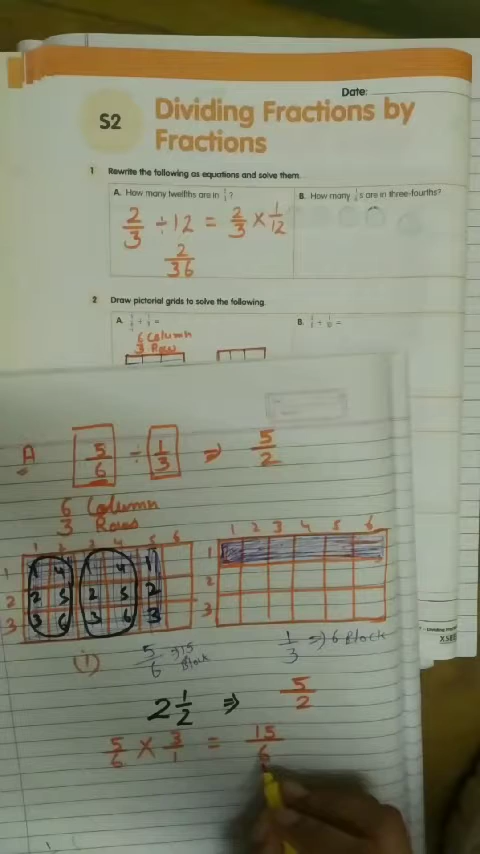 Date:
S2 Dividing Fractions by
Fractions
1 Rewrite the following as equations and solve them.
A. How many twelfths are in ?
B. How many s are in three-fourths?
2/3 ÷ 12 = 2/3 × 1/12
2/36
2 Draw pictorial grids to solve the following.
A. ÷ =
B. ÷ =
6 Column
3 Row
A 5/6 ÷ 1/3 ⇒ 5/2
6 Column
3 Rows
1 2 3 4 5 6
1 1 4 1 4 1
2 2 5 2 5 2
3 3 6 3 6 3
1 2 3 4 5 6
1
2
3
(i) 5/6 ⇒ 15 Block
1/3 ⇒ 6 Block
2 1/2 ⇒ 5/2
5/6 × 3/1 = 15/6